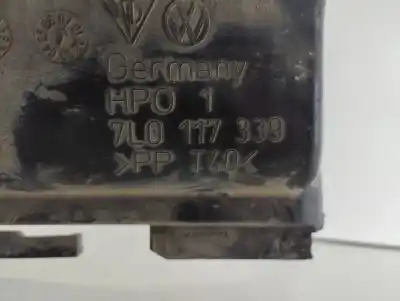 Germany
HPO 1
7L0 117 339
>PP T40<